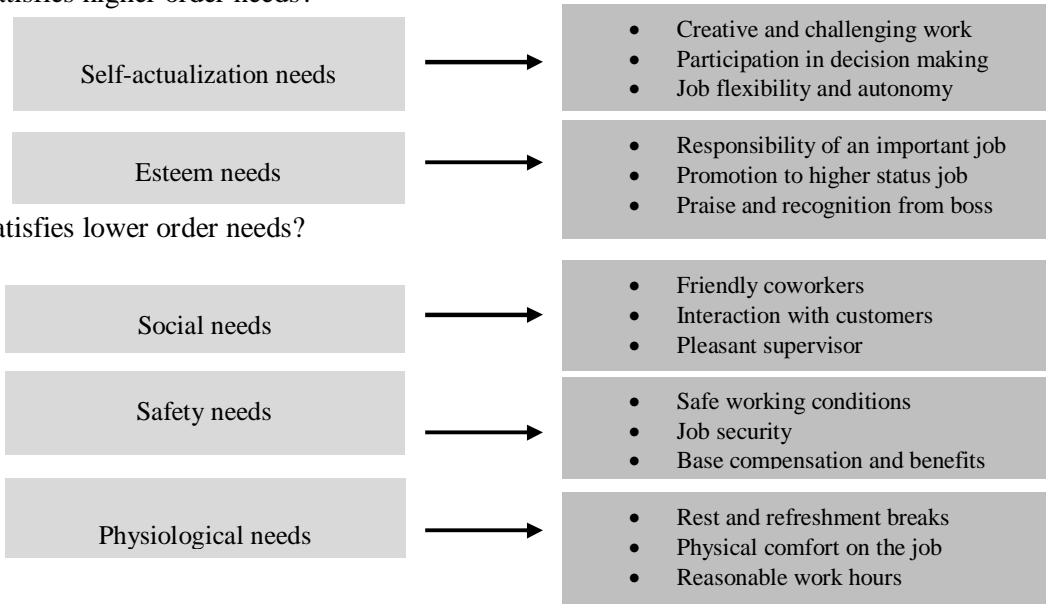 atisfies higher order needs?
Self-actualization needs
• Creative and challenging work
• Participation in decision making
• Job flexibility and autonomy
Esteem needs
• Responsibility of an important job
• Promotion to higher status job
• Praise and recognition from boss
atisfies lower order needs?
Social needs
• Friendly coworkers
• Interaction with customers
• Pleasant supervisor
Safety needs
• Safe working conditions
• Job security
• Base compensation and benefits
Physiological needs
• Rest and refreshment breaks
• Physical comfort on the job
• Reasonable work hours